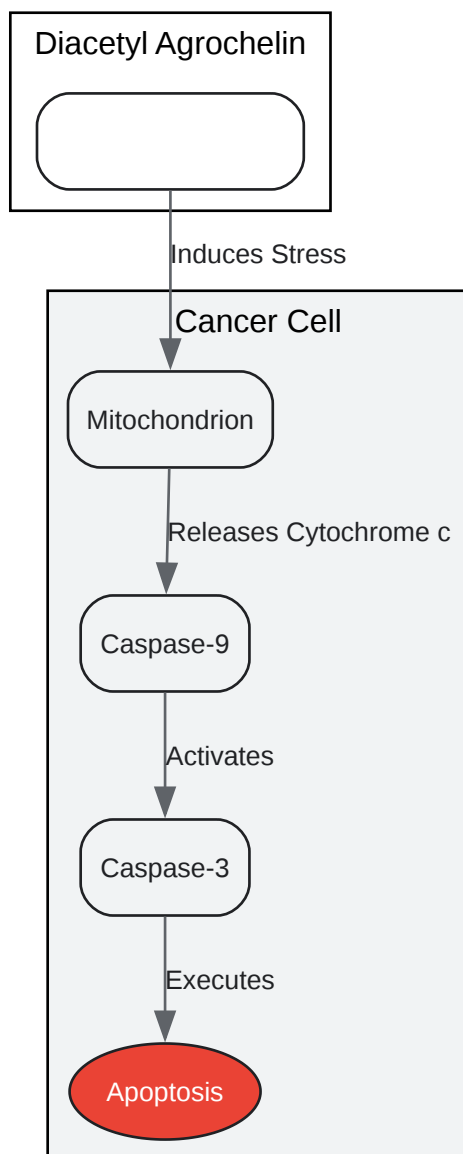 Diacetyl Agrochelin
Induces Stress
Cancer Cell
Mitochondrion
Releases Cytochrome c
Caspase-9
Activates
Caspase-3
Executes
Apoptosis